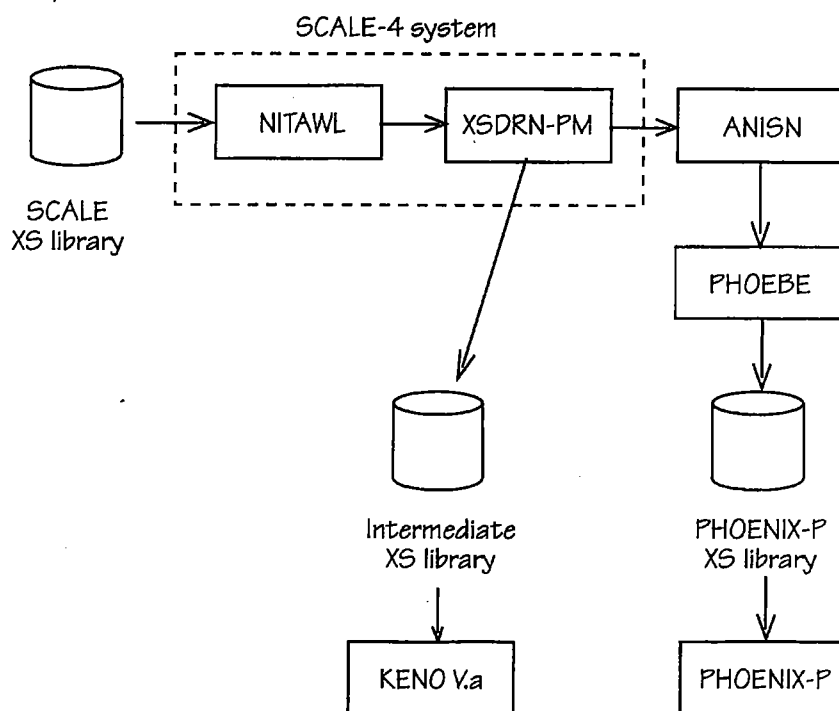 SCALE-4 system
NITAWL
XSDRN-PM
ANISN
SCALE
XS library
PHOEBE
Intermediate
XS library
PHOENIX-P
XS library
KENO V.a
PHOENIX-P